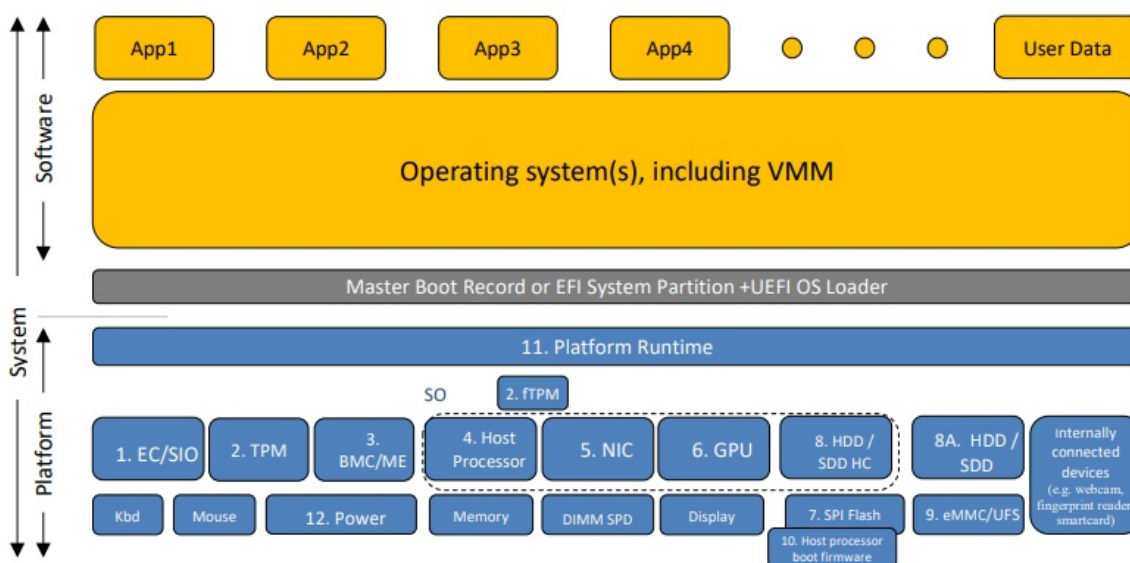 App1
App2
App3
App4
User Data
Software
Operating system(s), including VMM
Master Boot Record or EFI System Partition +UEFI OS Loader
System
11. Platform Runtime
Platform
SO
2. fTPM
1. EC/SIO
2. TPM
3.
BMC/ME
4. Host
Processor
5. NIC
6. GPU
8. HDD /
SDD HC
8A. HDD /
SDD
Internally
connected
devices
(e.g. webcam,
fingerprint reader
smartcard)
Kbd
Mouse
12. Power
Memory
DIMM SPD
Display
7. SPI Flash
9. eMMC/UFS
10. Host processor
boot firmware